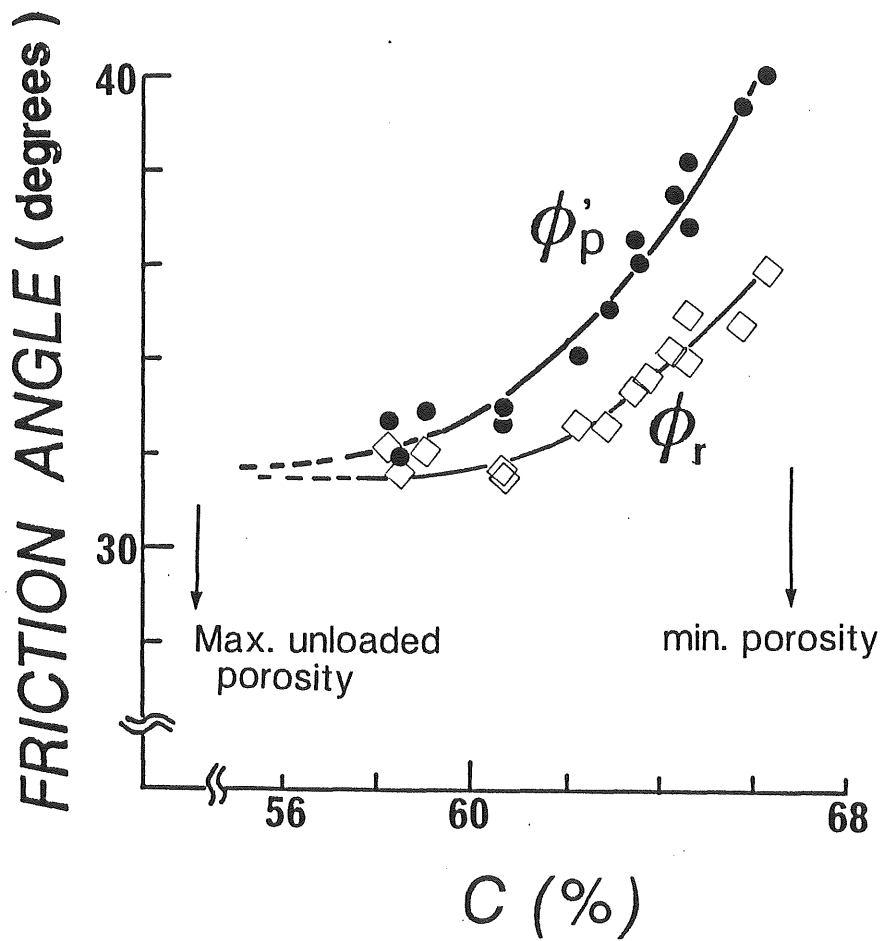 FRICTION ANGLE (degrees)
40
30
ϕ'p
ϕr
Max. unloaded
porosity
min. porosity
56
60
68
C (%)